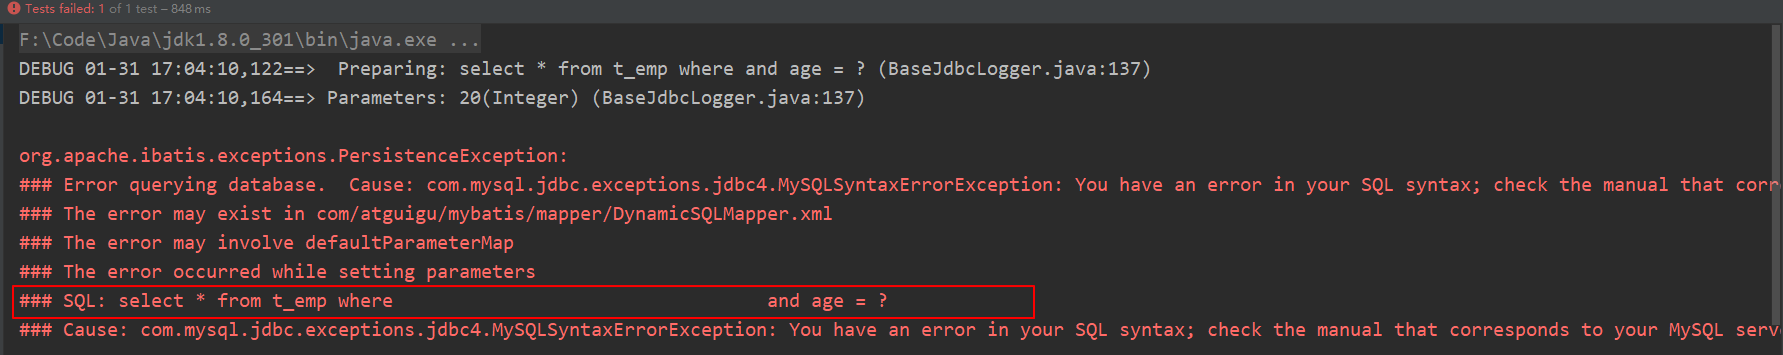 Tests failed: 1 of 1 test – 848 ms
F:\Code\Java\jdk1.8.0_301\bin\java.exe ...
DEBUG 01-31 17:04:10,122==>  Preparing: select * from t_emp where and age = ? (BaseJdbcLogger.java:137)
DEBUG 01-31 17:04:10,164==> Parameters: 20(Integer) (BaseJdbcLogger.java:137)
org.apache.ibatis.exceptions.PersistenceException:
### Error querying database.  Cause: com.mysql.jdbc.exceptions.jdbc4.MySQLSyntaxErrorException: You have an error in your SQL syntax; check the manual that corr
### The error may exist in com/atguigu/mybatis/mapper/DynamicSQLMapper.xml
### The error may involve defaultParameterMap
### The error occurred while setting parameters
### SQL: select * from t_emp where                                  and age = ?
### Cause: com.mysql.jdbc.exceptions.jdbc4.MySQLSyntaxErrorException: You have an error in your SQL syntax; check the manual that corresponds to your MySQL serv